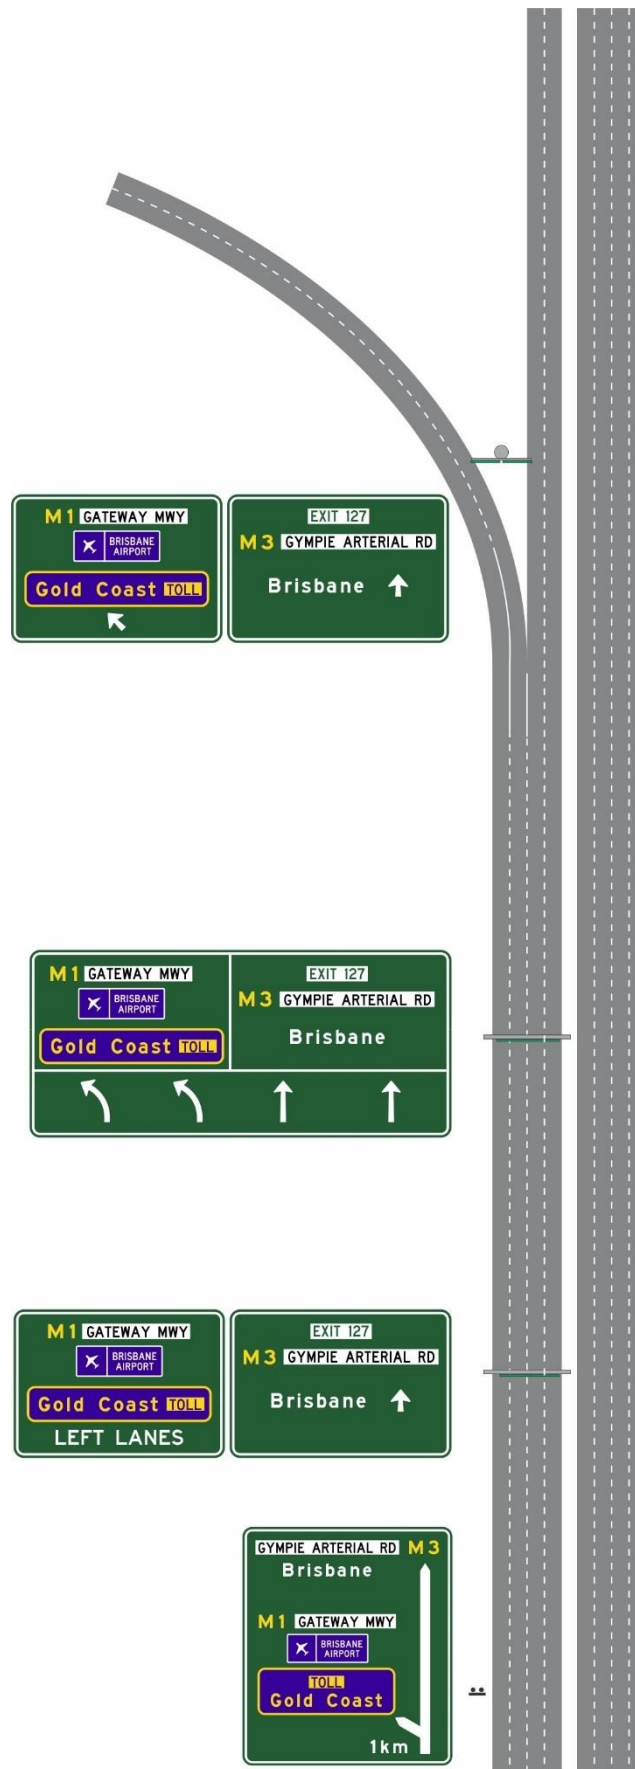 M1 GATEWAY MWY
BRISBANE
AIRPORT
Gold Coast TOLL
EXIT 127
M3 GYMPIE ARTERIAL RD
Brisbane
M1 GATEWAY MWY
BRISBANE
AIRPORT
Gold Coast TOLL
EXIT 127
M3 GYMPIE ARTERIAL RD
Brisbane
M1 GATEWAY MWY
BRISBANE
AIRPORT
Gold Coast TOLL
LEFT LANES
EXIT 127
M3 GYMPIE ARTERIAL RD
Brisbane
GYMPIE ARTERIAL RD M3
Brisbane
M1 GATEWAY MWY
BRISBANE
AIRPORT
TOLL
Gold Coast
1km